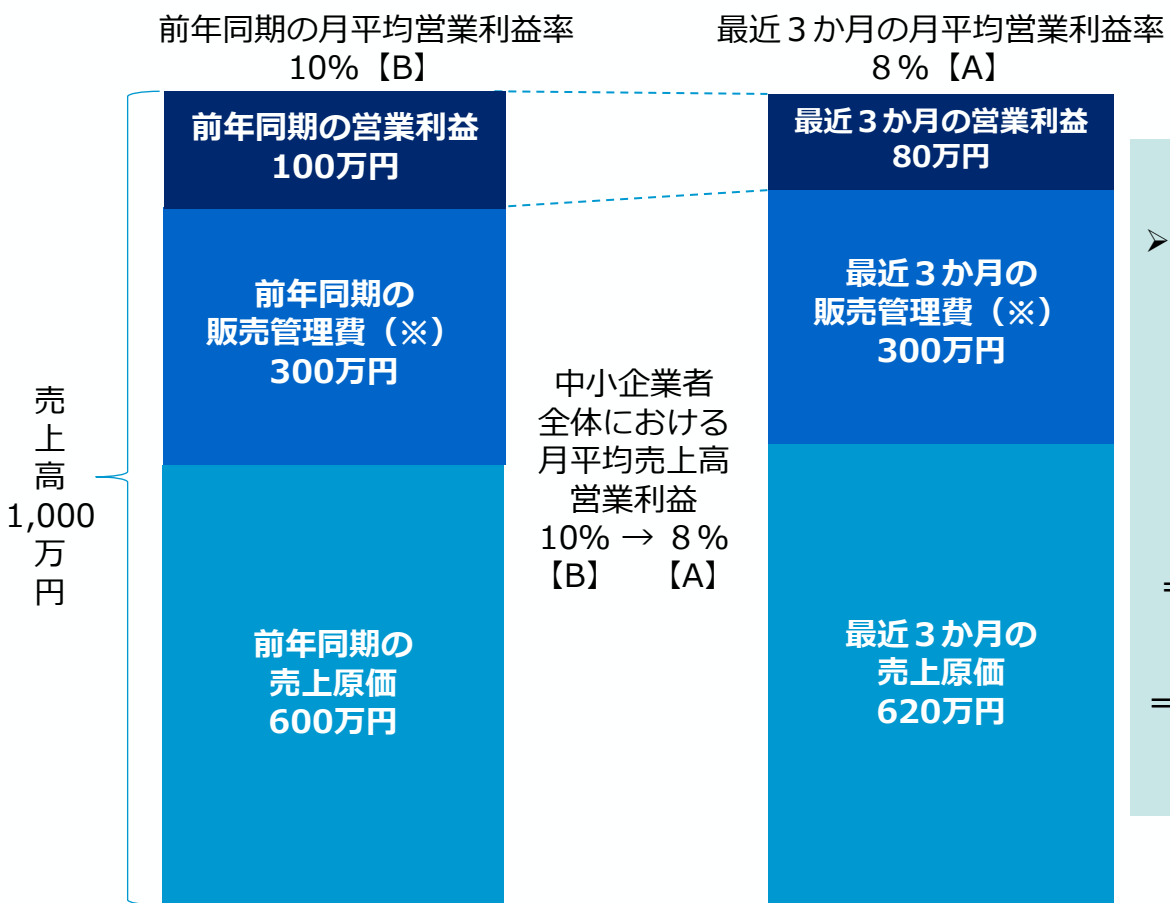 前年同期の月平均営業利益率
10%【B】
最近３か月の月平均営業利益率
８％【A】
前年同期の営業利益
100万円
最近３か月の営業利益
80万円
➢
前年同期の
販売管理費（※）
300万円
最近３か月の
販売管理費（※）
300万円
売
上
高
1,000
万
円
中小企業者
全体における
月平均売上高
営業利益
10% → ８％
【B】 【A】
前年同期の
売上原価
600万円
最近３か月の
売上原価
620万円
＝
＝